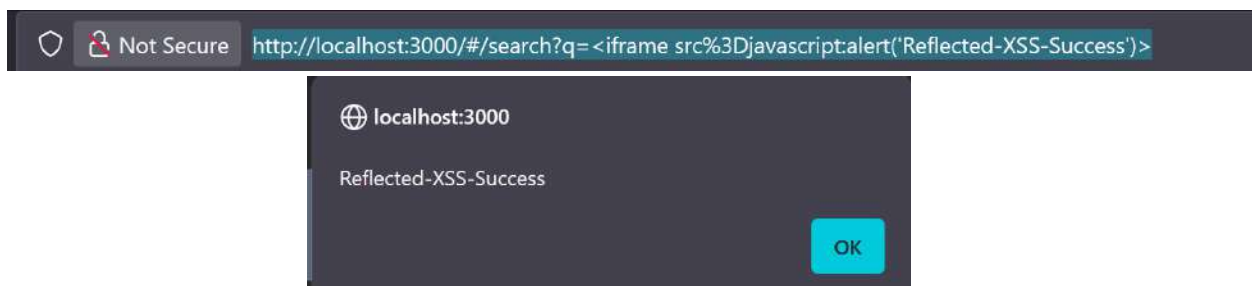 Not Secure http://localhost:3000/#/search?q=<iframe src%3Djavascript:alert('Reflected-XSS-Success')>
localhost:3000
Reflected-XSS-Success
OK